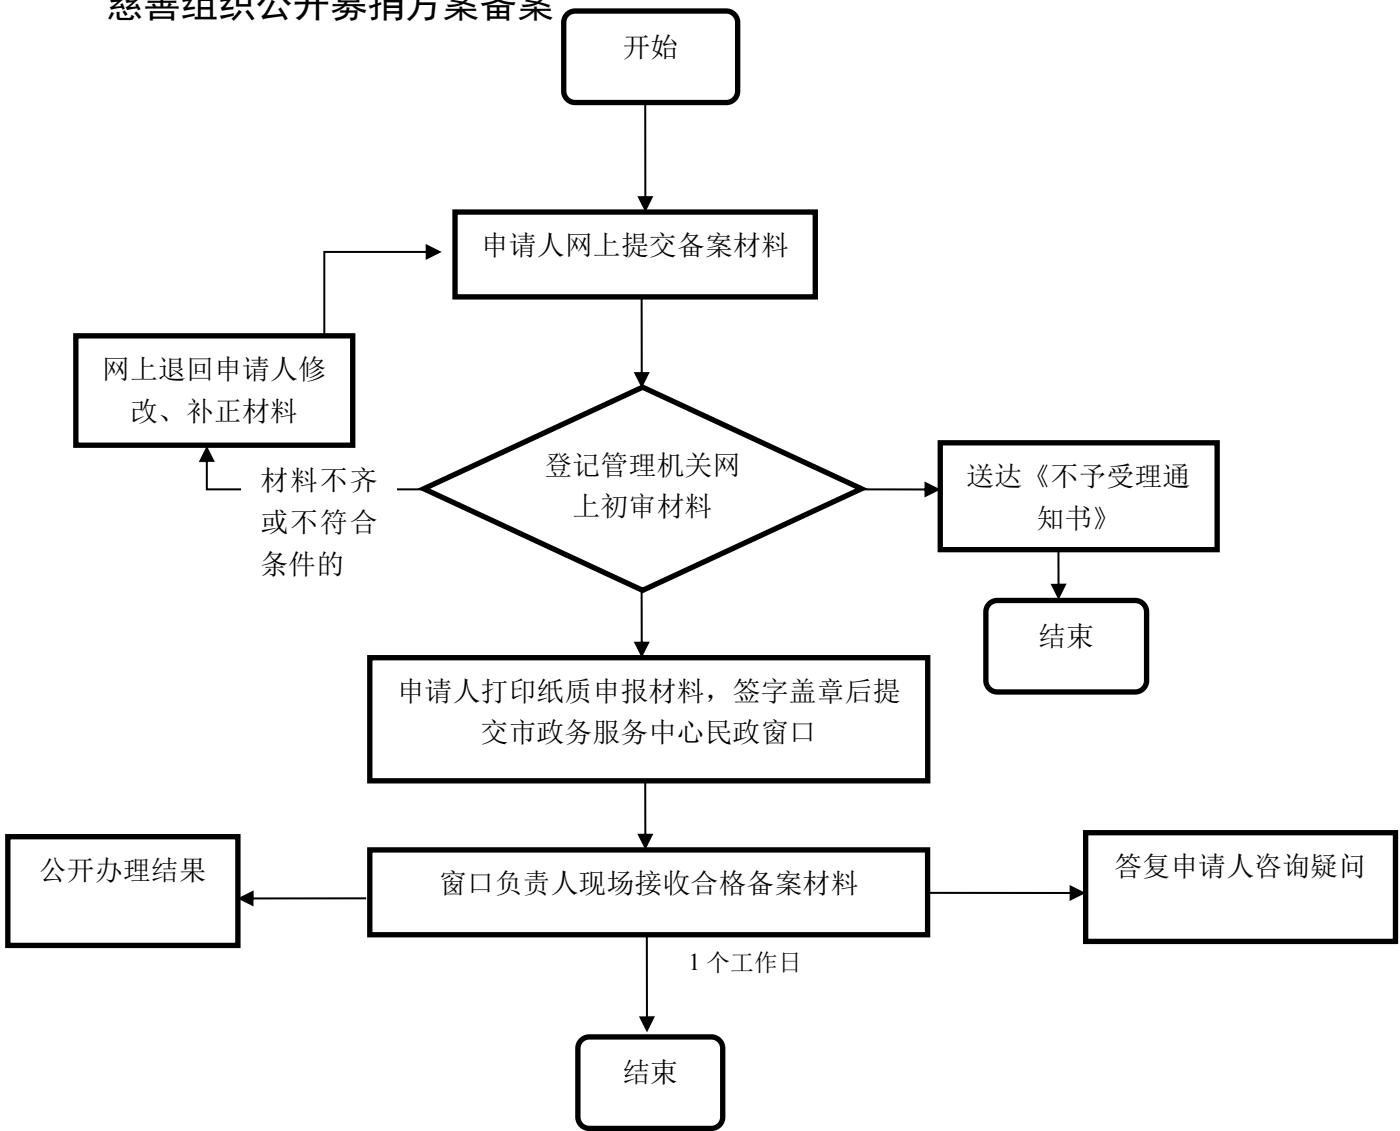 慈善组织公开募捐方案备案
开始
申请人网上提交备案材料
网上退回申请人修
改、补正材料
材料不齐
或不符合
条件的
登记管理机关网
上初审材料
送达《不予受理通
知书》
结束
申请人打印纸质申报材料，签字盖章后提
交市政务服务中心民政窗口
公开办理结果
窗口负责人现场接收合格备案材料
答复申请人咨询疑问
1 个工作日
结束